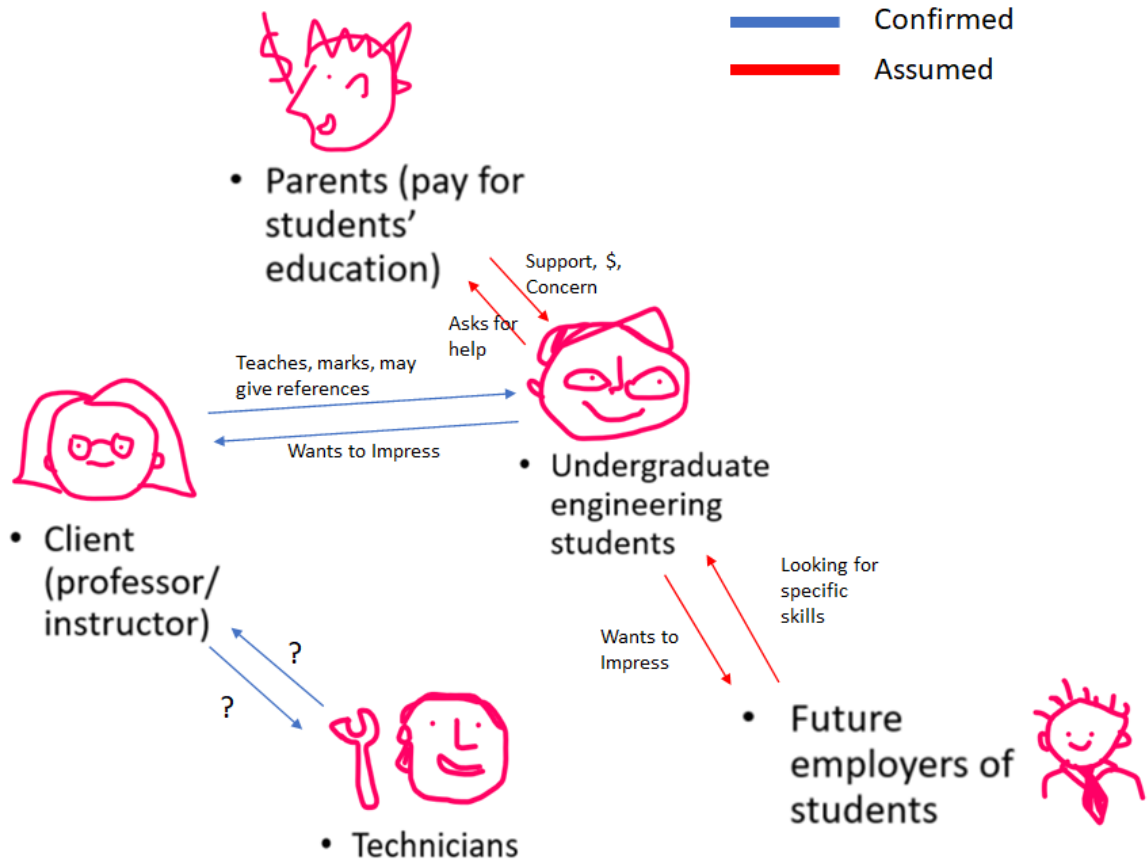 Confirmed
Assumed
$
• Parents (pay for
students’
education)
Support, $,
Concern
Asks for
help
Teaches, marks, may
give references
Wants to Impress
• Undergraduate
engineering
students
• Client
(professor/
instructor)
Looking for
specific
skills
Wants to
Impress
?
?
• Future
employers of
students
• Technicians